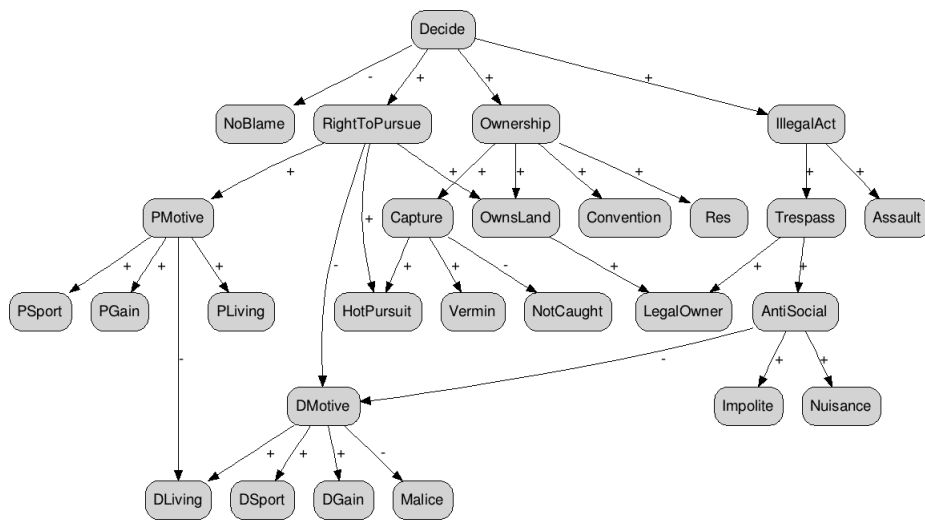 Decide
- + + +
NoBlame RightToPursue Ownership IllegalAct
+ + + + + + + +
PMotive Capture OwnsLand Convention Res Trespass Assault
+ + + + - + + - + + +
PSport PGain PLiving HotPursuit Vermin NotCaught LegalOwner AntiSocial
- - + +
DMotive Impolite Nuisance
+ + + -
DLiving DSport DGain Malice